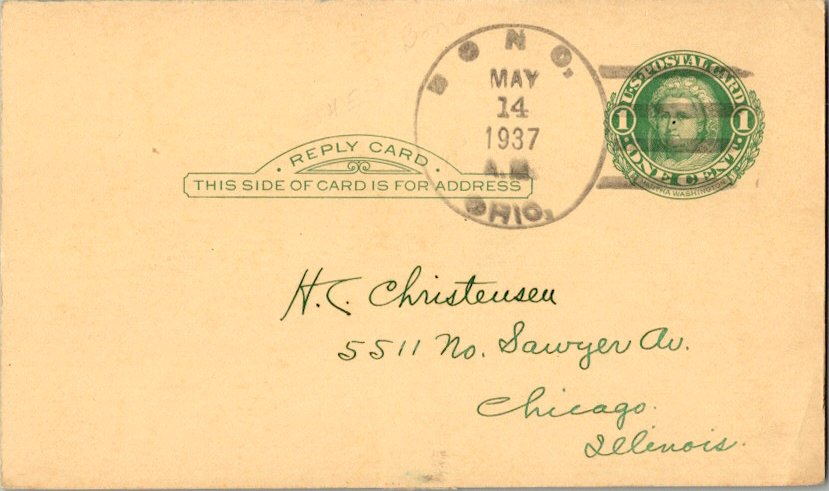 BONO,
MAY
14
1937
A.M.
OHIO.
U.S. POSTAL CARD
1 1
ONE CENT
MARTHA WASHINGTON
· REPLY CARD ·
THIS SIDE OF CARD IS FOR ADDRESS
H.C. Christensen
5511 No. Sawyer Av.
Chicago.
Illinois.